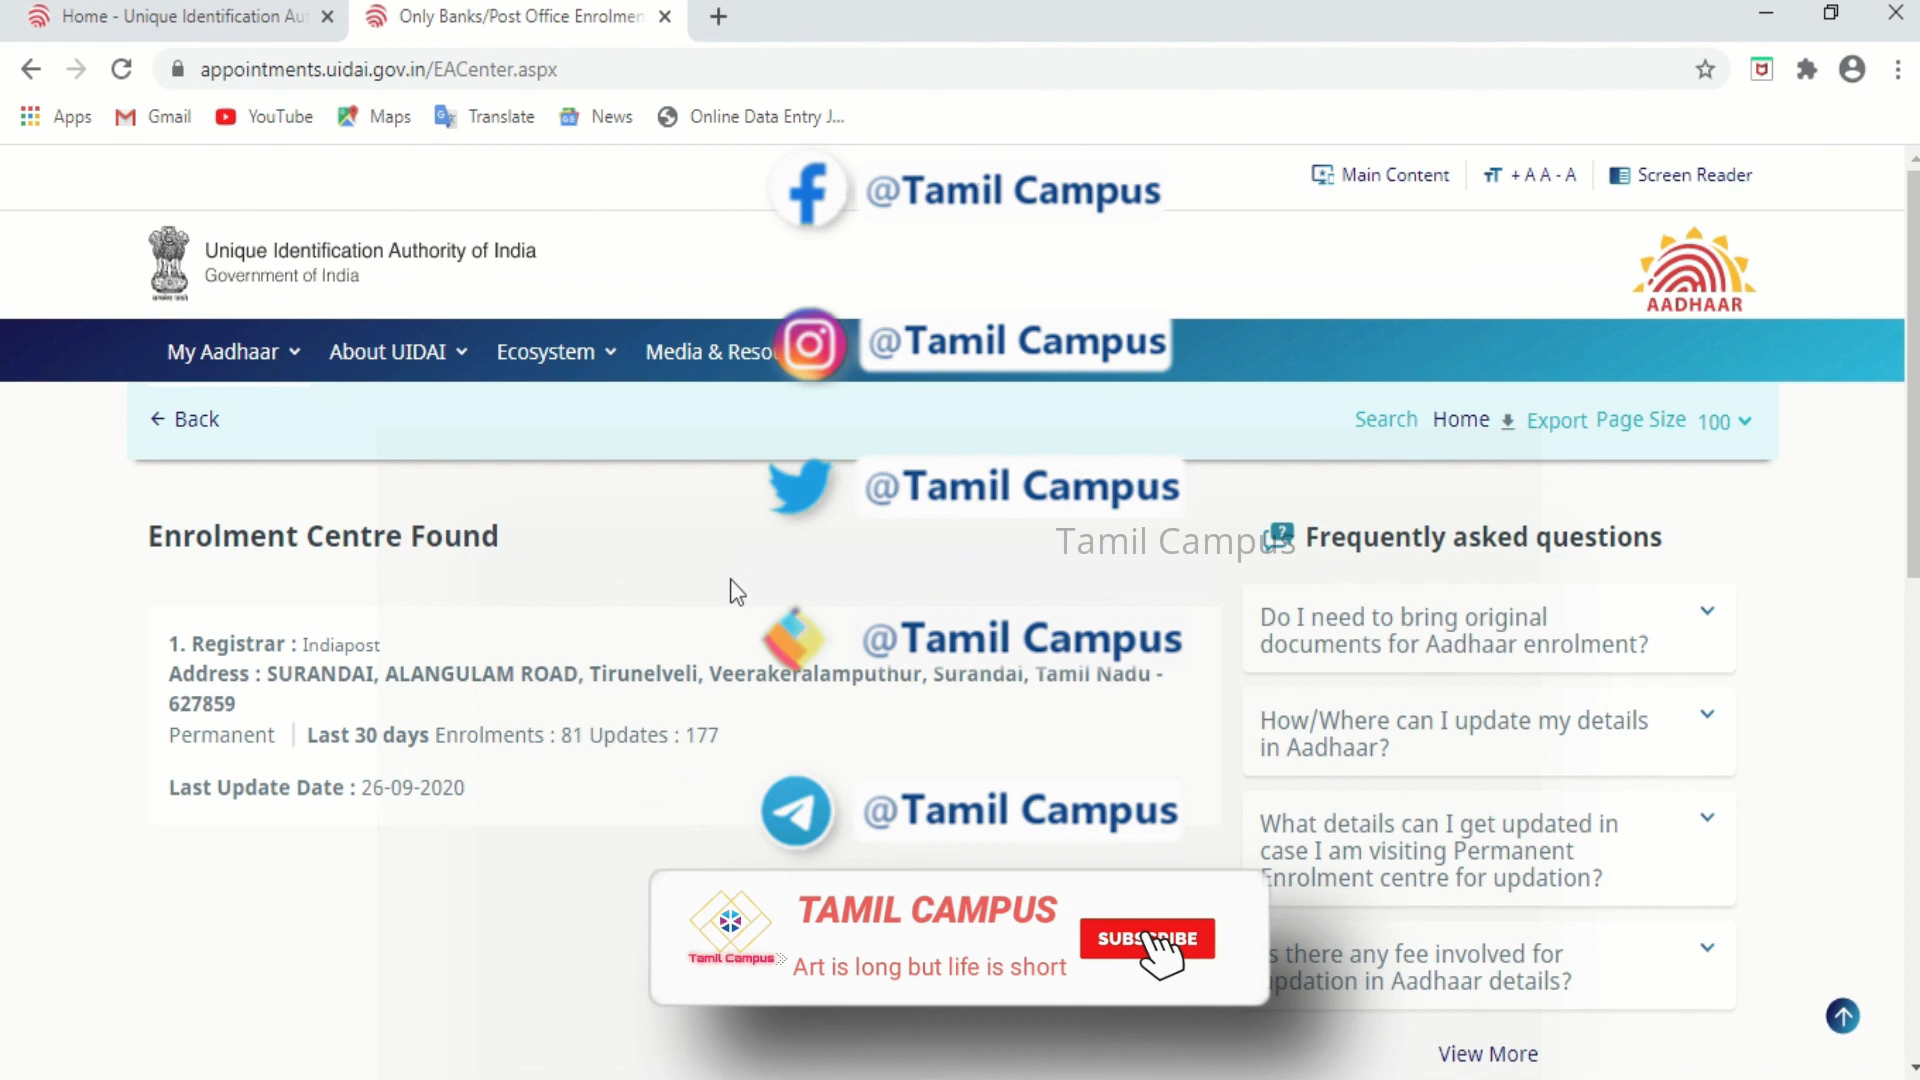 Home - Unique Identification Aut
Only Banks/Post Office Enrolmen
appointments.uidai.gov.in/EACenter.aspx
Apps
Gmail
YouTube
Maps
Translate
News
Online Data Entry J...
@Tamil Campus
Main Content
+ A A - A
Screen Reader
Unique Identification Authority of India
Government of India
AADHAAR
My Aadhaar
About UIDAI
Ecosystem
Media & Resou
@Tamil Campus
← Back
Search
Home
Export
Page Size
100
@Tamil Campus
Enrolment Centre Found
Tamil Campus
Frequently asked questions
@Tamil Campus
1. Registrar : Indiapost
Address : SURANDAI, ALANGULAM ROAD, Tirunelveli, Veerakeralamputhur, Surandai, Tamil Nadu -
627859
Permanent
Last 30 days Enrolments : 81 Updates : 177
Last Update Date : 26-09-2020
Do I need to bring original
documents for Aadhaar enrolment?
How/Where can I update my details
in Aadhaar?
What details can I get updated in
case I am visiting Permanent
Enrolment centre for updation?
s there any fee involved for
updation in Aadhaar details?
View More
@Tamil Campus
TAMIL CAMPUS
Tamil Campus
Art is long but life is short
SUBSCRIBE